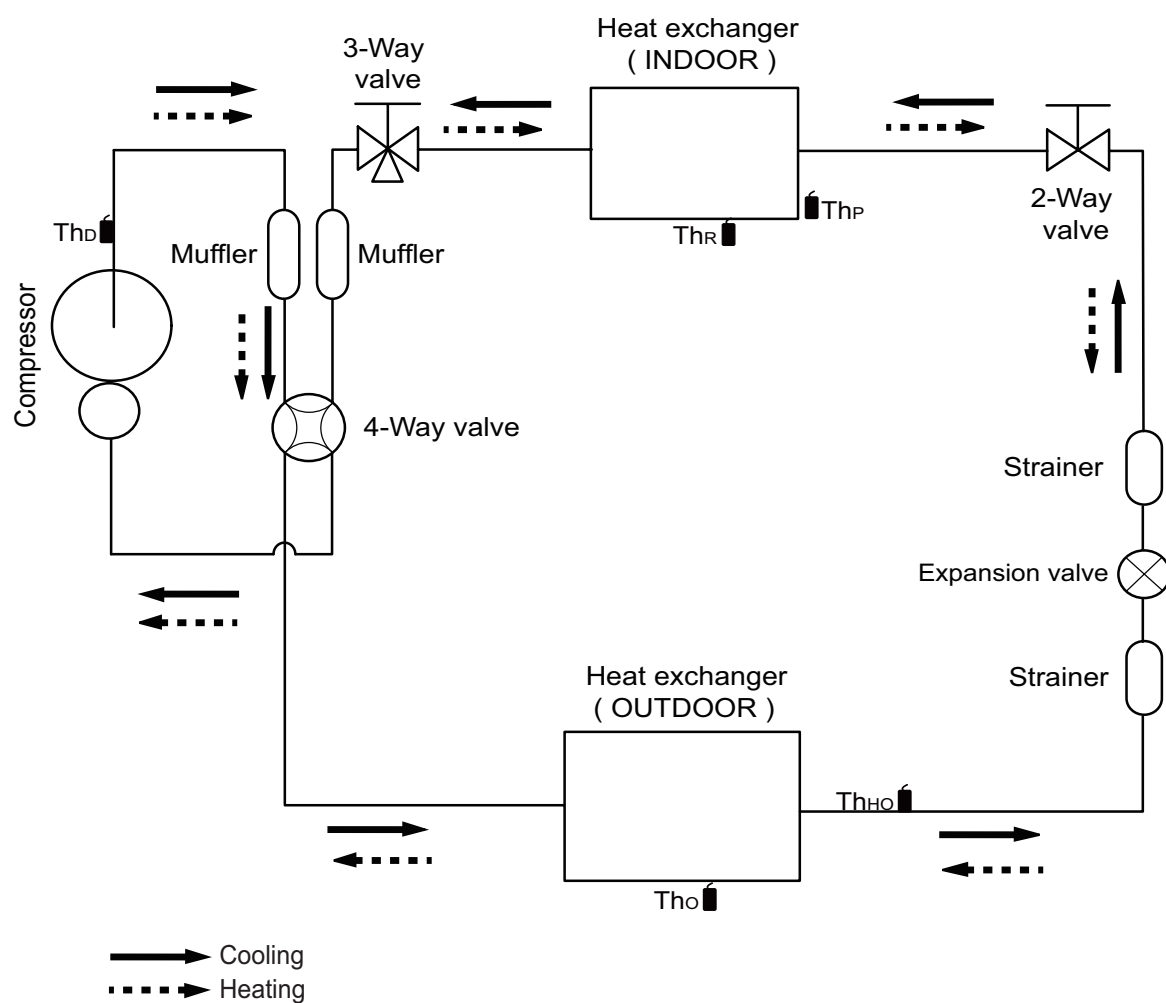 Heat exchanger
( INDOOR )
3-Way
valve
2-Way
valve
ThD
ThP
ThR
Muffler
Muffler
Compressor
4-Way valve
Strainer
Expansion valve
Strainer
Heat exchanger
( OUTDOOR )
ThHO
ThO
Cooling
Heating